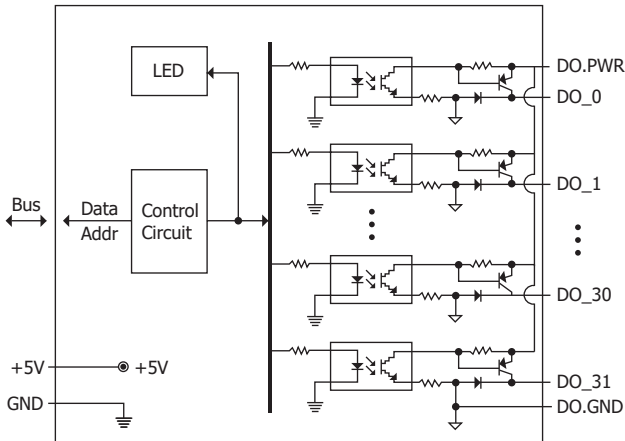 LED
DO.PWR
DO_0
DO_1
Bus
Data
Addr
Control
Circuit
DO_30
+5V
+5V
DO_31
GND
DO.GND